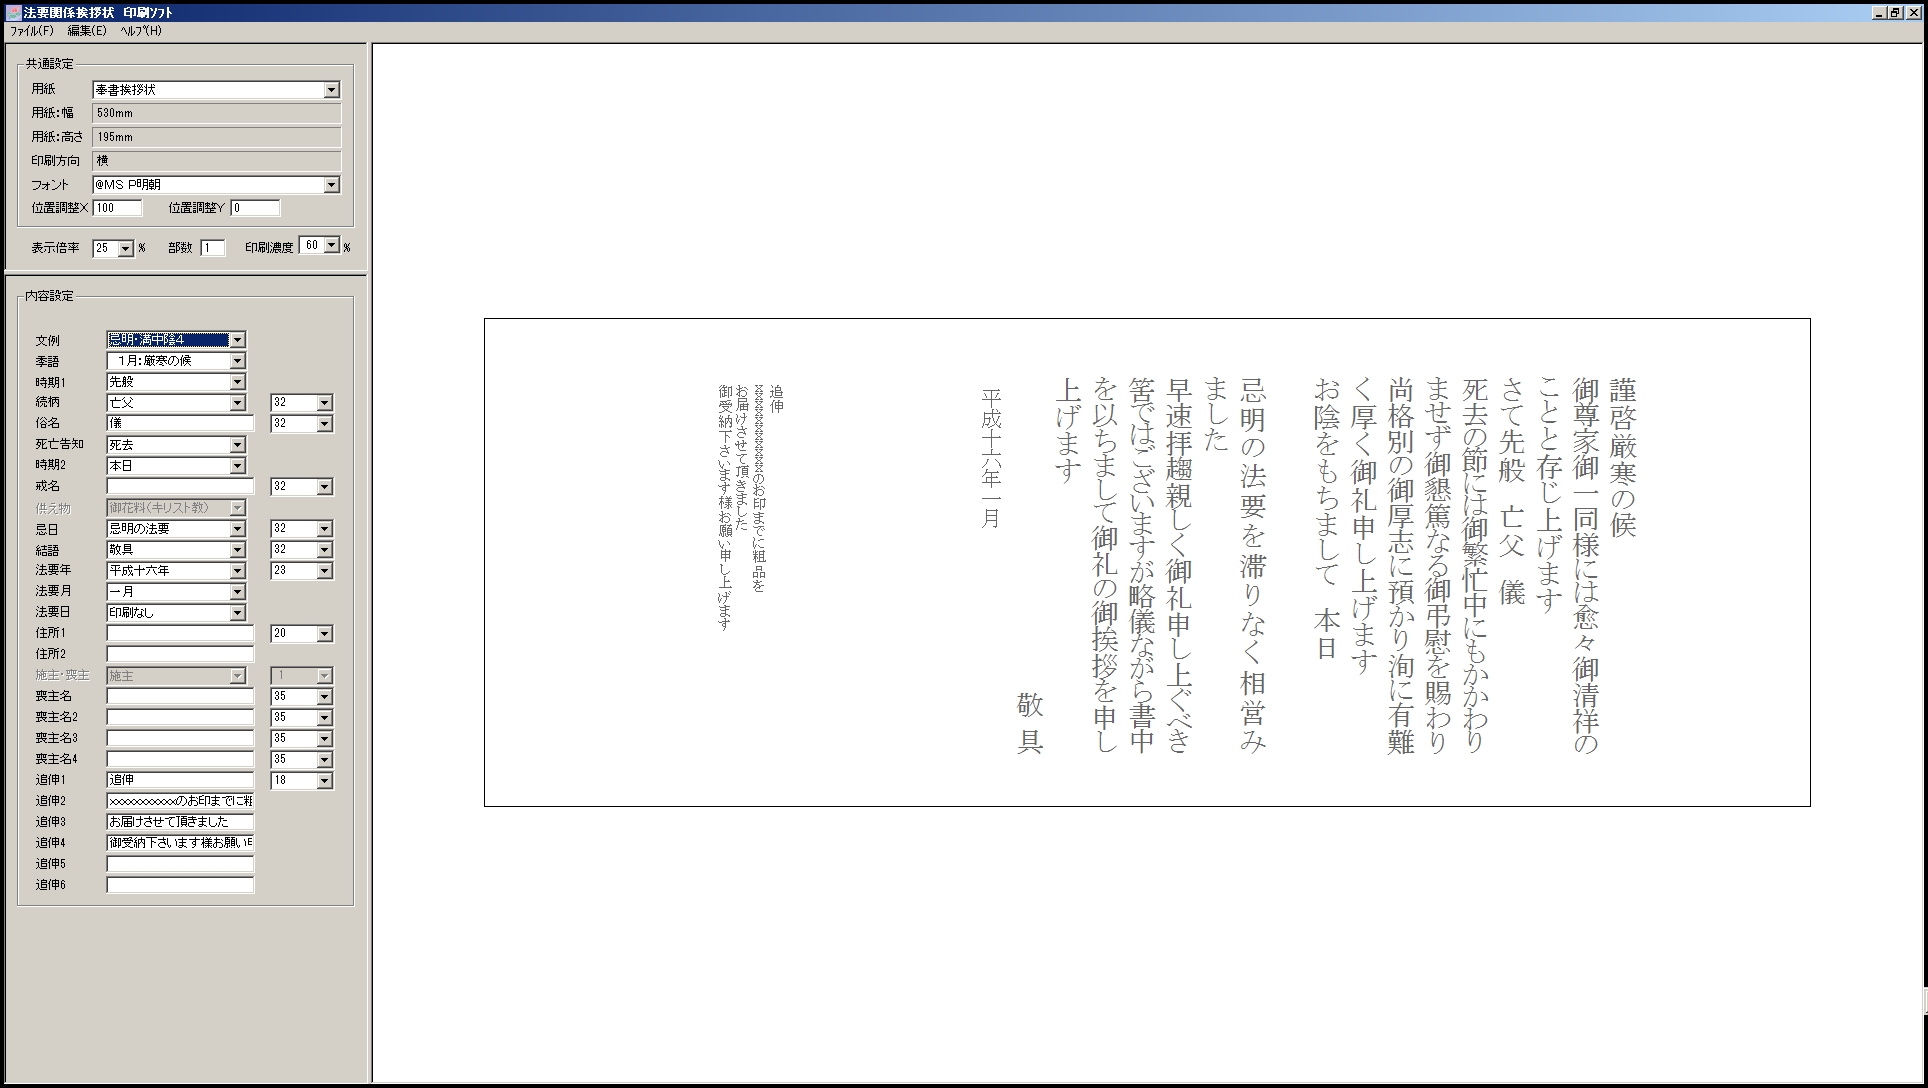 法要関係挨拶状 印刷ソフト
ファイル(F) 編集(E) ヘルプ(H)
共通設定
用紙 奉書挨拶状
用紙:幅 530mm
用紙:高さ 195mm
印刷方向 横
フォント @MS P明朝
位置調整X 100 位置調整Y 0
表示倍率 25 % 部数 1 印刷濃度 60 %
内容設定
文例 忌明・満中陰4
季語 1月:厳寒の候
時期1 先般
続柄 亡父 32
俗名 儀 32
死亡告知 死去
時期2 本日
戒名 32
供え物 御花料(キリスト教)
忌日 忌明の法要 32
結語 敬具 32
法要年 平成十六年 23
法要月 一月
法要日 印刷なし
住所1 20
住所2
施主・喪主 施主 1
喪主名 35
喪主名2 35
喪主名3 35
喪主名4 35
追伸1 追伸 18
追伸2 xxxxxxxxxxxのお印までに粗
追伸3 お届けさせて頂きました
追伸4 御受納下さいます様お願い申
追伸5
追伸6
謹啓厳寒の候
御尊家御一同様には愈々御清祥の
ことと存じ上げます
さて先般 亡父 儀
死去の節には御繁忙中にもかかわり
ませず御懇篤なる御弔慰を賜わり
尚格別の御厚志に預かり洵に有難
く厚く御礼申し上げます
お陰をもちまして 本日
忌明の法要を滞りなく相営み
ました
早速拝趨親しく御礼申し上ぐべき
筈ではございますが略儀ながら書中
を以ちまして御礼の御挨拶を申し
上げます
敬具
平成十六年一月
追伸
xxxxxxxxxxxのお印までに粗品を
お届けさせて頂きました
御受納下さいます様お願い申し上げます